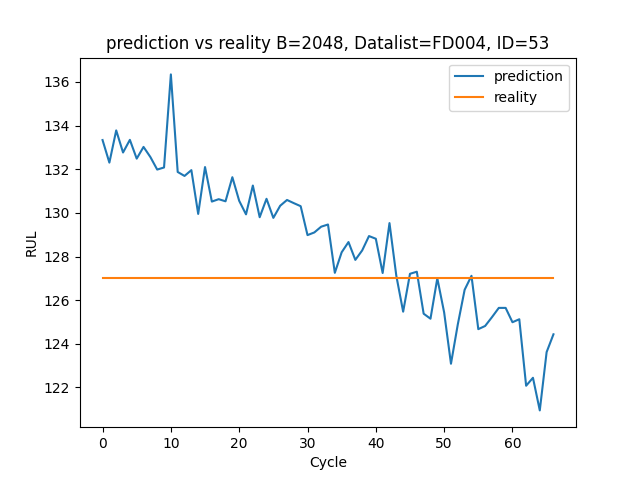 prediction vs reality B=2048, Datalist=FD004, ID=53
prediction
reality
136
134
132
130
128
126
124
122
RUL
0 10 20 30 40 50 60
Cycle